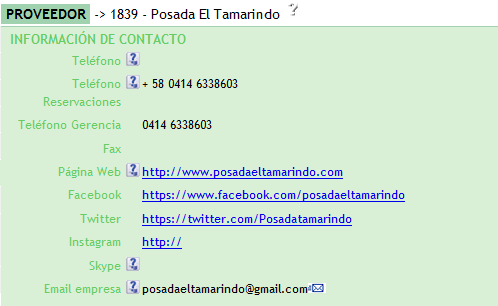 PROVEEDOR -> 1839 - Posada El Tamarindo ?
INFORMACIÓN DE CONTACTO
Teléfono ?
Teléfono Reservaciones ? + 58 0414 6338603
Teléfono Gerencia 0414 6338603
Fax
Página Web ? http://www.posadaeltamarindo.com
Facebook https://www.facebook.com/posadaeltamarindo
Twitter https://twitter.com/Posadatamarindo
Instagram http://
Skype ?
Email empresa ? posadaeltamarindo@gmail.com